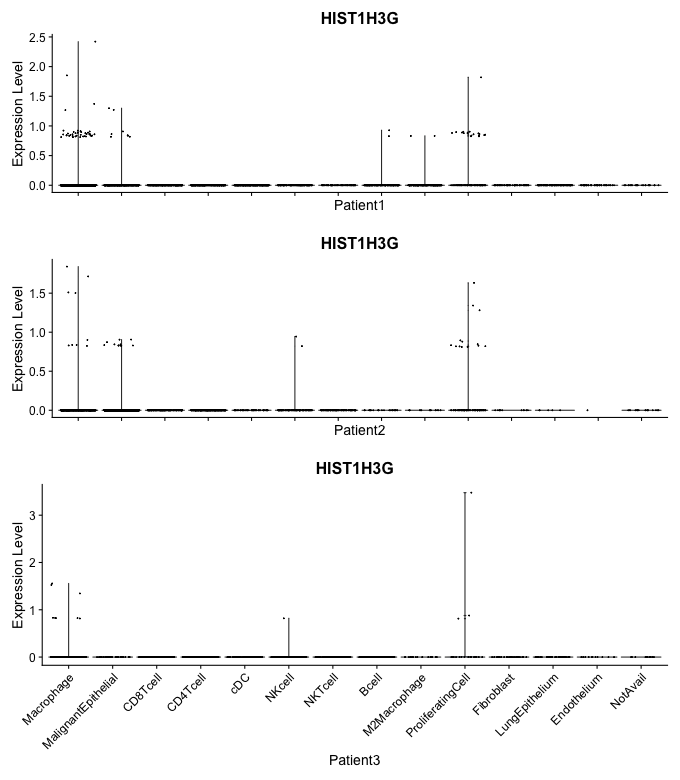 HIST1H3G
Expression Level
2.5
2.0
1.5
1.0
0.5
0.0
Patient1
HIST1H3G
Expression Level
1.5
1.0
0.5
0.0
Patient2
HIST1H3G
Expression Level
3
2
1
0
Macrophage
MalignantEpithelial
CD8Tcell
CD4Tcell
cDC
NKcell
NKTcell
Bcell
M2Macrophage
ProliferatingCell
Fibroblast
LungEpithelium
Endothelium
NotAvail
Patient3